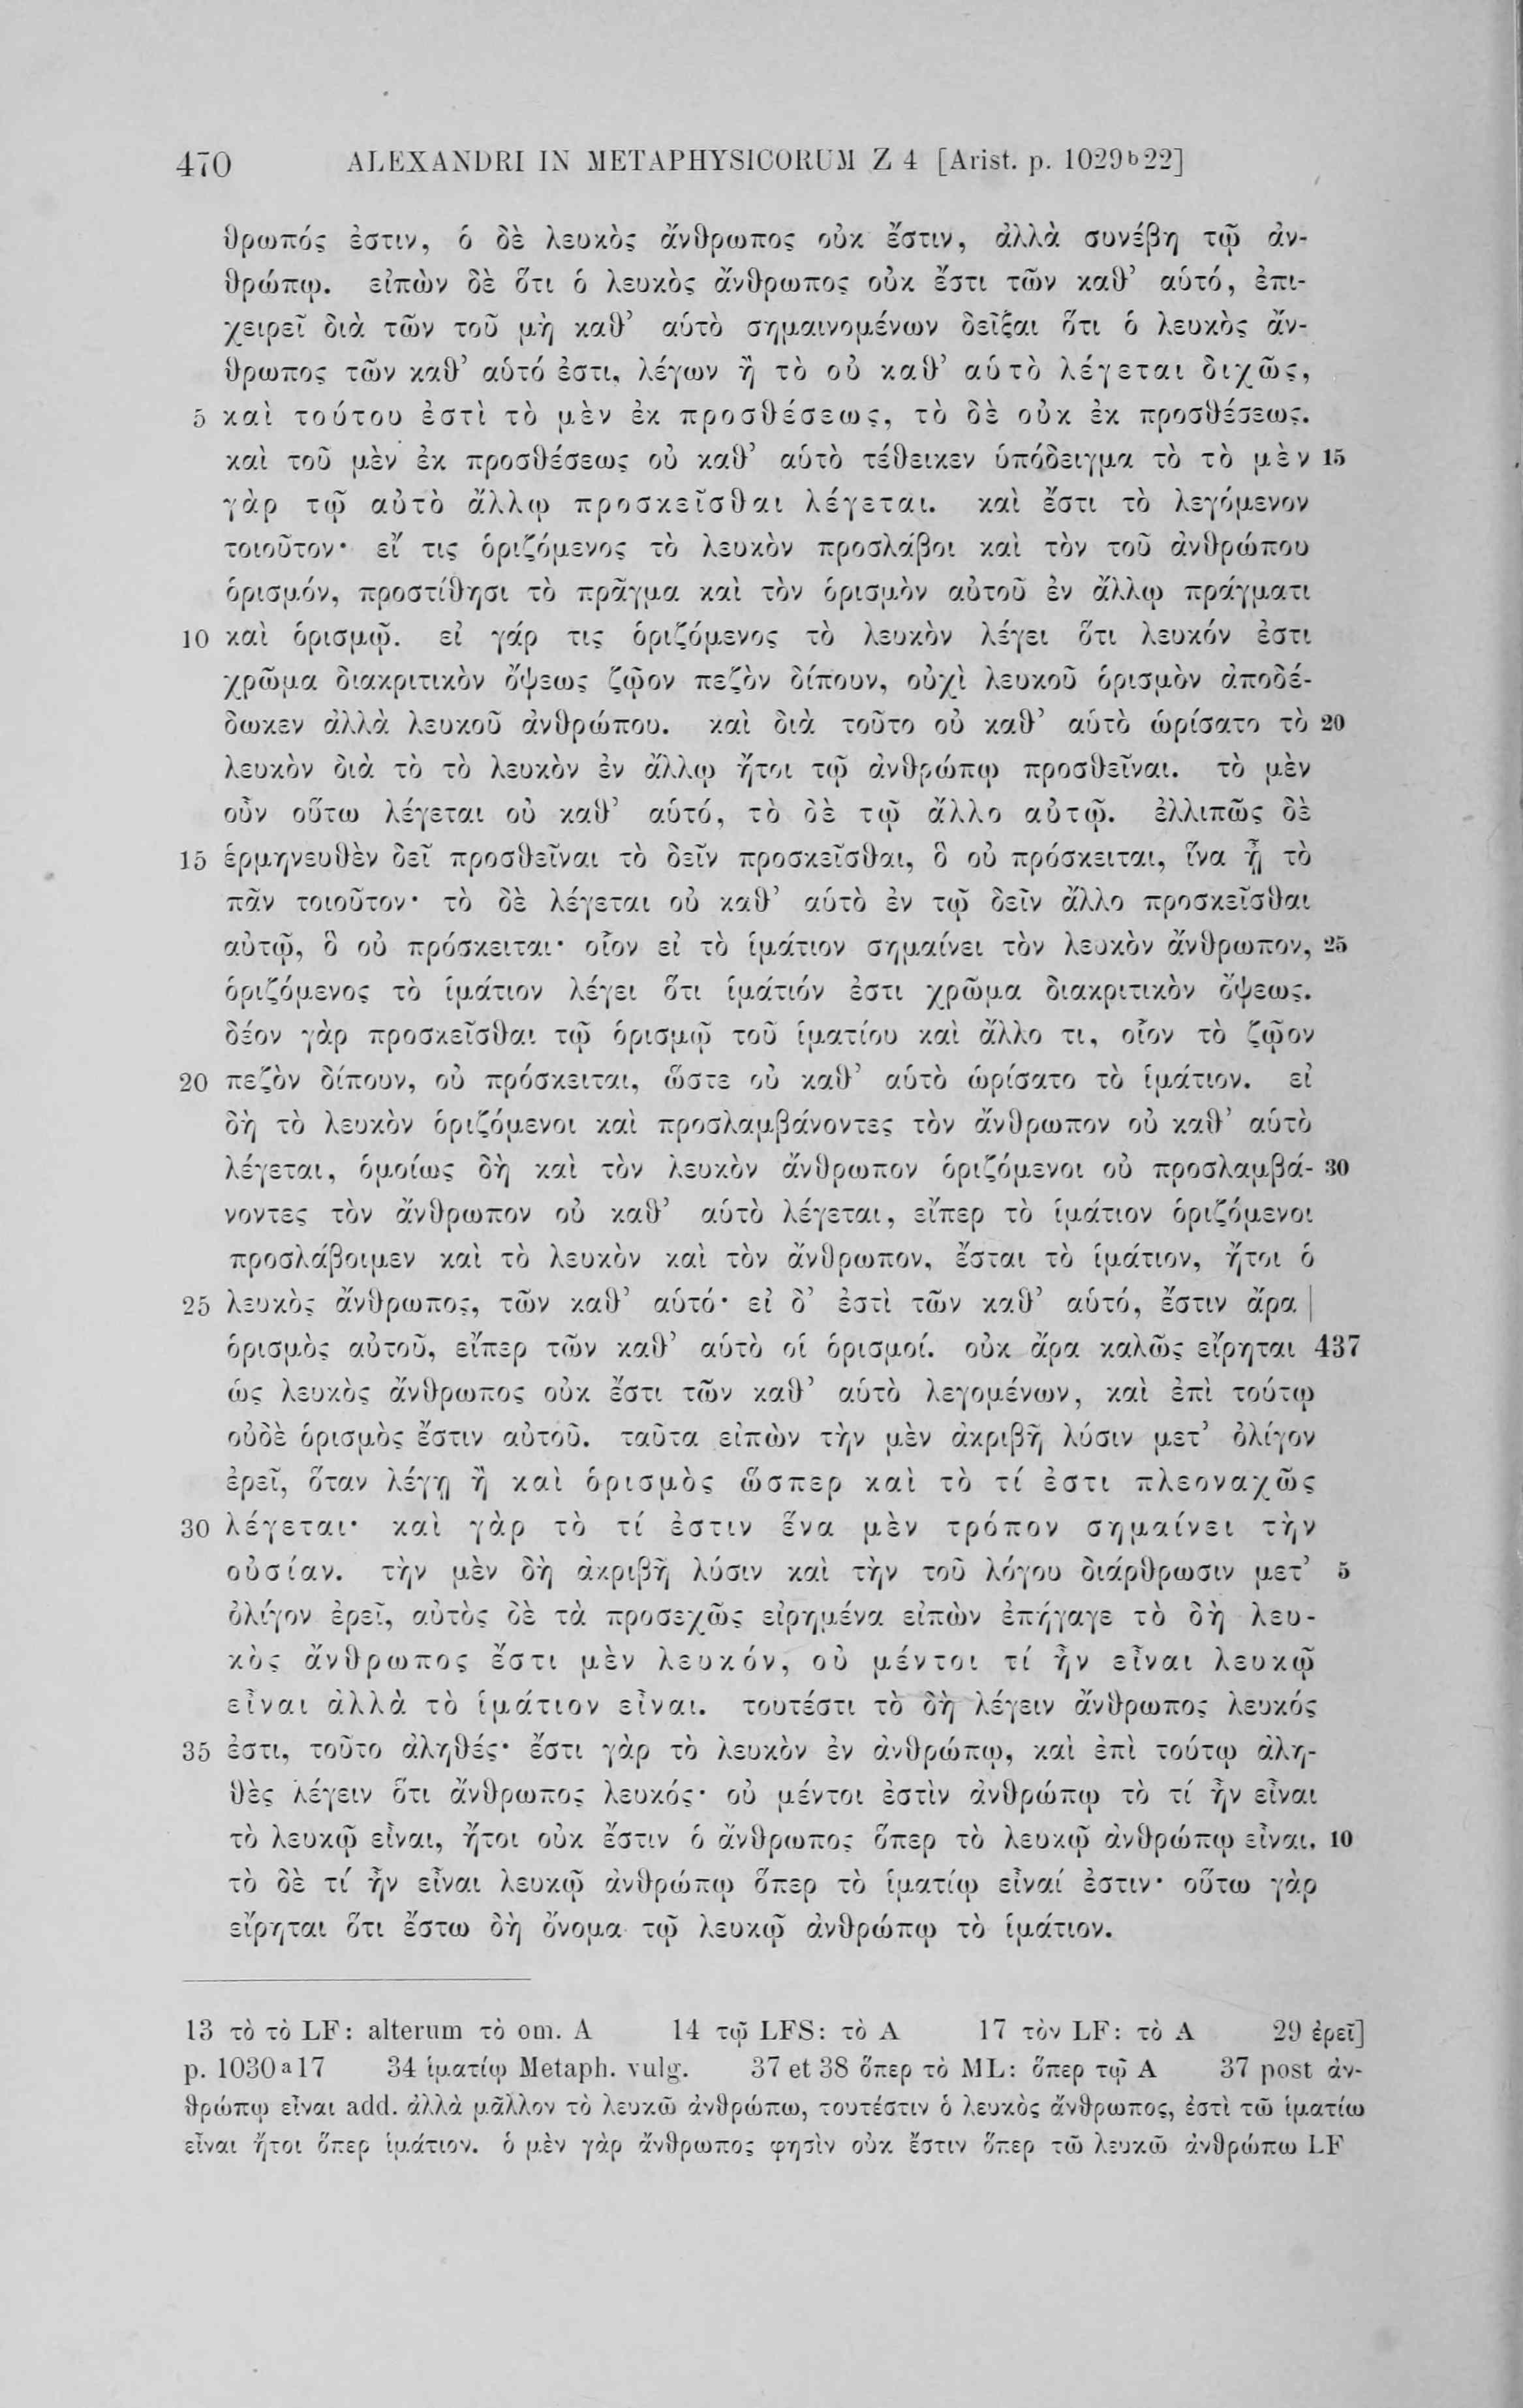 470 ALEXANDRI IN METAPHYSICORUM Z 4 [Arist. p. 1029b22]
θρωπός ἐστιν, ὁ δὲ λευκὸς ἄνθρωπος οὐκ ἔστιν, ἀλλὰ συνέβη τῷ ἀν-
θρώπῳ. εἰπὼν δὲ ὅτι ὁ λευκὸς ἄνθρωπος οὐκ ἔστι τῶν καθ’ αὑτό, ἐπι-
χειρεῖ διὰ τῶν τοῦ μὴ καθ’ αὑτὸ σημαινομένων δεῖξαι ὅτι ὁ λευκὸς ἄν-
θρωπος τῶν καθ’ αὑτό ἐστι, λέγων ἢ τὸ οὐ καθ’ αὑτὸ λέγεται διχῶς,
5 καὶ τούτου ἐστὶ τὸ μὲν ἐκ προσθέσεως, τὸ δὲ οὐκ ἐκ προσθέσεως.
καὶ τοῦ μὲν ἐκ προσθέσεως οὐ καθ’ αὑτὸ τέθεικεν ὑπόδειγμα τὸ τὸ μὲν 15
γὰρ τῷ αὐτὸ ἄλλῳ προσκεῖσθαι λέγεται. καὶ ἔστι τὸ λεγόμενον
τοιοῦτον· εἴ τις ὁριζόμενος τὸ λευκὸν προσλάβοι καὶ τὸν τοῦ ἀνθρώπου
ὁρισμόν, προστίθησι τὸ πρᾶγμα καὶ τὸν ὁρισμὸν αὐτοῦ ἐν ἄλλῳ πράγματι
10 καὶ ὁρισμῷ. εἰ γάρ τις ὁριζόμενος τὸ λευκὸν λέγει ὅτι λευκόν ἐστι
χρῶμα διακριτικὸν ὄψεως ζῷον πεζὸν δίπουν, οὐχὶ λευκοῦ ὁρισμὸν ἀποδέ-
δωκεν ἀλλὰ λευκοῦ ἀνθρώπου. καὶ διὰ τοῦτο οὐ καθ’ αὑτὸ ὡρίσατο τὸ 20
λευκὸν διὰ τὸ τὸ λευκὸν ἐν ἄλλῳ ἤτοι τῷ ἀνθρώπῳ προσθεῖναι. τὸ μὲν
οὖν οὕτω λέγεται οὐ καθ’ αὑτό, τὸ δὲ τῷ ἄλλο αὐτῷ. ἐλλιπῶς δὲ
15 ἑρμηνευθὲν δεῖ προσθεῖναι τὸ δεῖν προσκεῖσθαι, ὃ οὐ πρόσκειται, ἵνα ᾖ τὸ
πᾶν τοιοῦτον· τὸ δὲ λέγεται οὐ καθ’ αὑτὸ ἐν τῷ δεῖν ἄλλο προσκεῖσθαι
αὐτῷ, ὃ οὐ πρόσκειται· οἷον εἰ τὸ ἱμάτιον σημαίνει τὸν λευκὸν ἄνθρωπον, 25
ὁριζόμενος τὸ ἱμάτιον λέγει ὅτι ἱμάτιόν ἐστι χρῶμα διακριτικὸν ὄψεως.
δέον γὰρ προσκεῖσθαι τῷ ὁρισμῷ τοῦ ἱματίου καὶ ἄλλο τι, οἷον τὸ ζῷον
20 πεζὸν δίπουν, οὐ πρόσκειται, ὥστε οὐ καθ’ αὑτὸ ὡρίσατο τὸ ἱμάτιον. εἰ
δὴ τὸ λευκὸν ὁριζόμενοι καὶ προσλαμβάνοντες τὸν ἄνθρωπον οὐ καθ’ αὑτὸ
λέγεται, ὁμοίως δὴ καὶ τὸν λευκὸν ἄνθρωπον ὁριζόμενοι οὐ προσλαμβά- 30
νοντες τὸν ἄνθρωπον οὐ καθ’ αὑτὸ λέγεται, εἴπερ τὸ ἱμάτιον ὁριζόμενοι
προσλάβοιμεν καὶ τὸ λευκὸν καὶ τὸν ἄνθρωπον, ἔσται τὸ ἱμάτιον, ἤτοι ὁ
25 λευκὸς ἄνθρωπος, τῶν καθ’ αὑτό· εἰ δ’ ἐστὶ τῶν καθ’ αὑτό, ἔστιν ἄρα |
ὁρισμὸς αὐτοῦ, εἴπερ τῶν καθ’ αὑτὸ οἱ ὁρισμοί. οὐκ ἄρα καλῶς εἴρηται 437
ὡς λευκὸς ἄνθρωπος οὐκ ἔστι τῶν καθ’ αὑτὸ λεγομένων, καὶ ἐπὶ τούτῳ
οὐδὲ ὁρισμὸς ἔστιν αὐτοῦ. ταῦτα εἰπὼν τὴν μὲν ἀκριβῆ λύσιν μετ’ ὀλίγον
ἐρεῖ, ὅταν λέγῃ ἢ καὶ ὁρισμὸς ὥσπερ καὶ τὸ τί ἐστι πλεοναχῶς
30 λέγεται· καὶ γὰρ τὸ τί ἐστιν ἕνα μὲν τρόπον σημαίνει τὴν
οὐσίαν. τὴν μὲν δὴ ἀκριβῆ λύσιν καὶ τὴν τοῦ λόγου διάρθρωσιν μετ’ 5
ὀλίγον ἐρεῖ, αὐτὸς δὲ τὰ προσεχῶς εἰρημένα εἰπὼν ἐπήγαγε τὸ δὴ λευ-
κὸς ἄνθρωπος ἔστι μὲν λευκόν, οὐ μέντοι τί ἦν εἶναι λευκῷ
εἶναι ἀλλὰ τὸ ἱμάτιον εἶναι. τουτέστι τὸ δὴ λέγειν ἄνθρωπος λευκός
35 ἐστι, τοῦτο ἀληθές· ἔστι γὰρ τὸ λευκὸν ἐν ἀνθρώπῳ, καὶ ἐπὶ τούτῳ ἀλη-
θὲς λέγειν ὅτι ἄνθρωπος λευκός· οὐ μέντοι ἐστὶν ἀνθρώπῳ τὸ τί ἦν εἶναι
τὸ λευκῷ εἶναι, ἤτοι οὐκ ἔστιν ὁ ἄνθρωπος ὅπερ τὸ λευκῷ ἀνθρώπῳ εἶναι, 10
τὸ δὲ τί ἦν εἶναι λευκῷ ἀνθρώπῳ ὅπερ τὸ ἱματίῳ εἶναί ἐστιν· οὕτω γὰρ
εἴρηται ὅτι ἔστω δὴ ὄνομα τῷ λευκῷ ἀνθρώπῳ τὸ ἱμάτιον.
13 τὸ τὸ LF: alterum τὸ om. A 14 τῷ LFS: τὸ A 17 τὸν LF: τὸ A 29 ἐρεῖ]
p. 1030a17 34 ἱματίῳ Metaph. vulg. 37 et 38 ὅπερ τὸ ML: ὅπερ τῷ A 37 post ἀν-
θρώπῳ εἶναι add. ἀλλὰ μᾶλλον τὸ λευκῶ ἀνθρώπω, τουτέστιν ὁ λευκὸς ἄνθρωπος, ἐστὶ τῶ ἱματίω
εἶναι ἤτοι ὅπερ ἱμάτιον. ὁ μὲν γὰρ ἄνθρωπος φησὶν οὐκ ἔστιν ὅπερ τῶ λευκῶ ἀνθρώπω LF